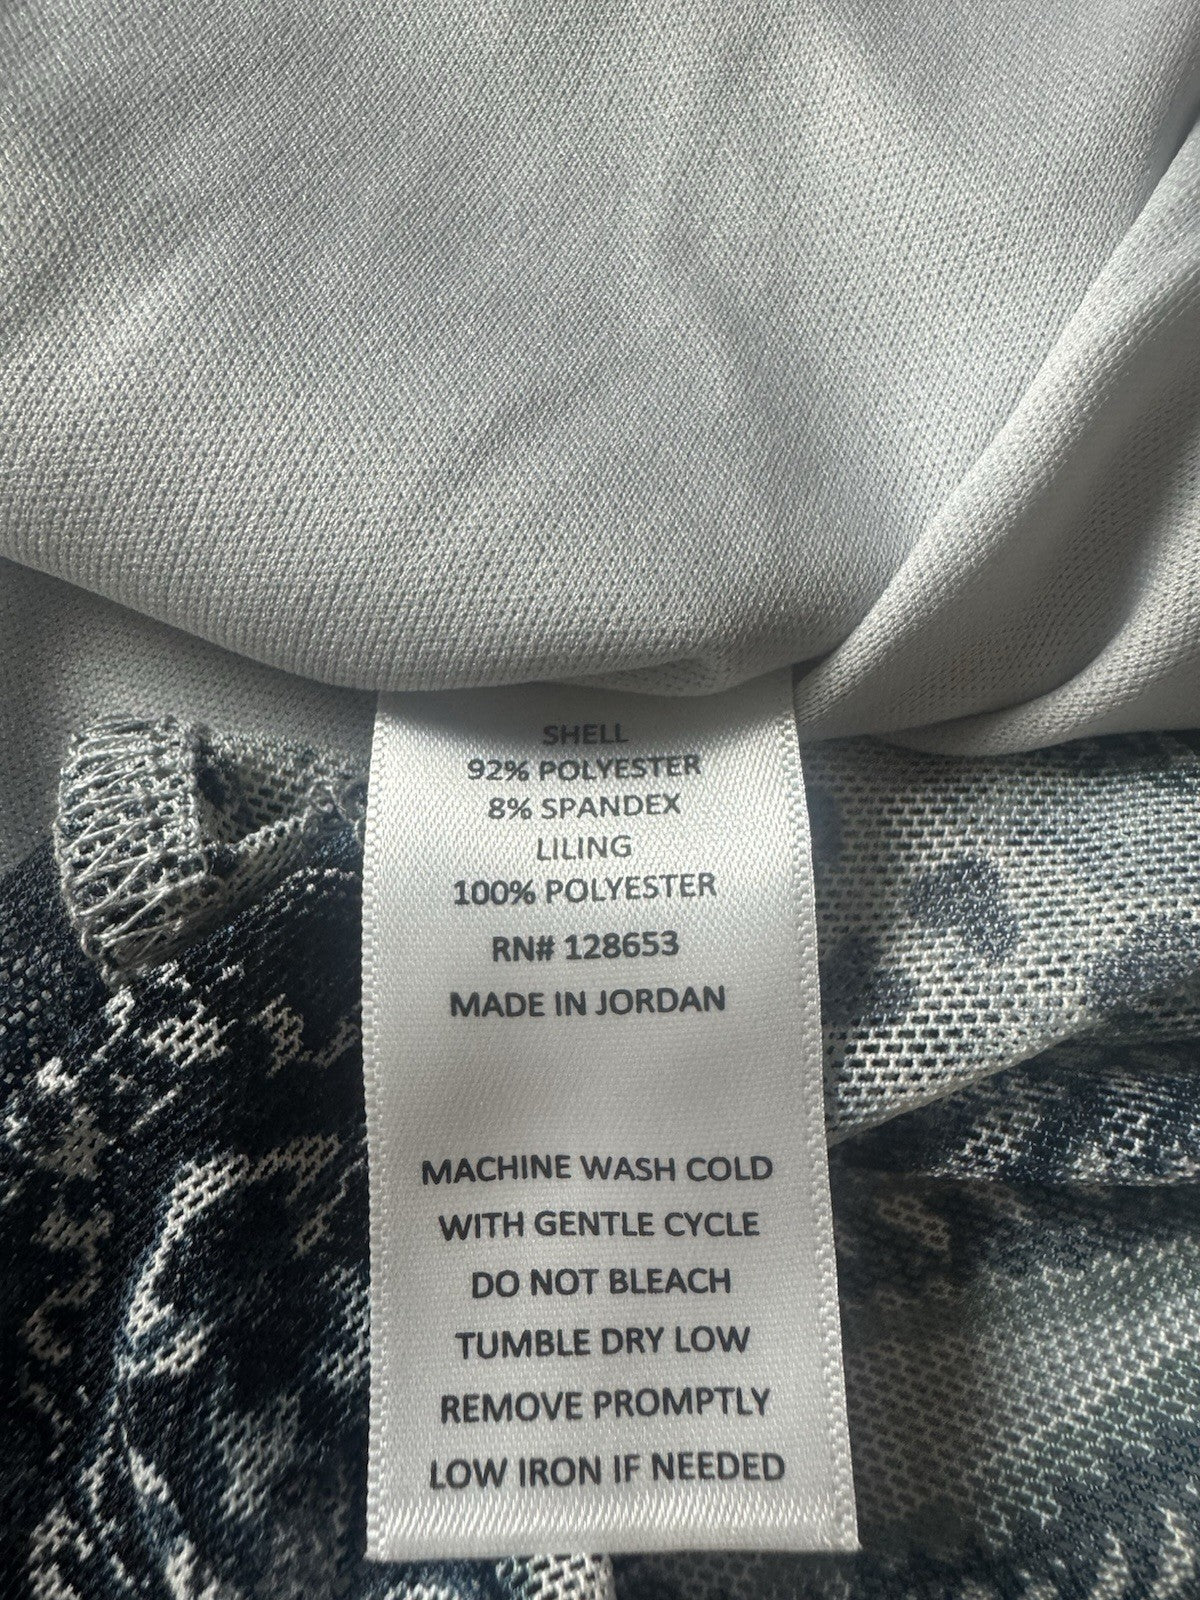 SHELL
92% POLYESTER
8% SPANDEX
LILING
100% POLYESTER
RN# 128653
MADE IN JORDAN
MACHINE WASH COLD
WITH GENTLE CYCLE
DO NOT BLEACH
TUMBLE DRY LOW
REMOVE PROMPTLY
LOW IRON IF NEEDED